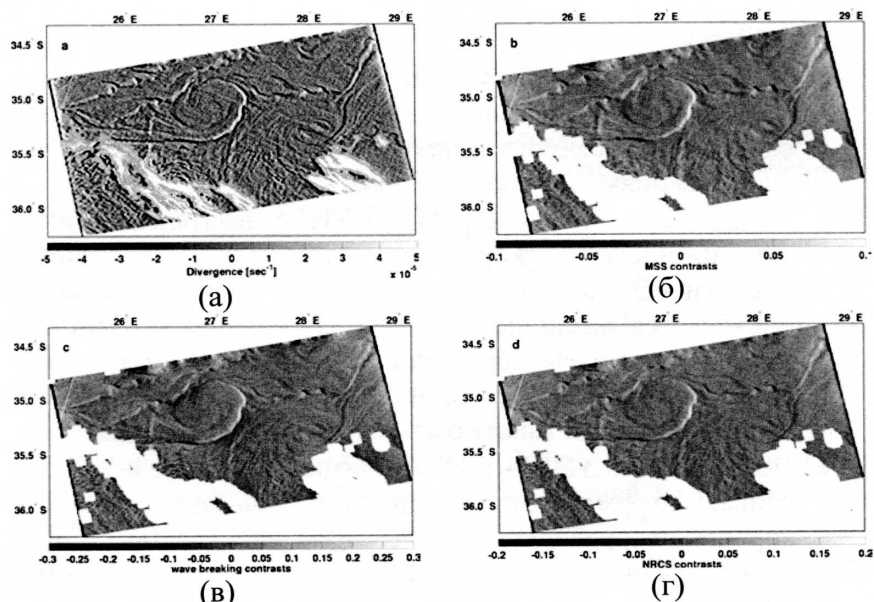 26° E 27° E 28° E 29° E
a
34.5° S
35.0° S
35.5° S
36.0° S
-5 -4 -3 -2 -1 0 1 2 3 4 5
Divergence [sec⁻¹] x 10⁻⁵
(а)
26° E 27° E 28° E 29° E
b
34.5° S
35.0° S
35.5° S
36.0° S
-0.1 -0.05 0 0.05 0.1
MSS contrasts
(б)
26° E 27° E 28° E 29° E
c
34.5° S
35.0° S
35.5° S
36.0° S
-0.3 -0.25 -0.2 -0.15 -0.1 -0.05 0 0.05 0.1 0.15 0.2 0.25 0.3
wave breaking contrasts
(в)
26° E 27° E 28° E 29° E
d
34.5° S
35.0° S
35.5° S
36.0° S
-0.2 -0.15 -0.1 -0.05 0 0.05 0.1 0.15 0.2
NRCS contrasts
(г)